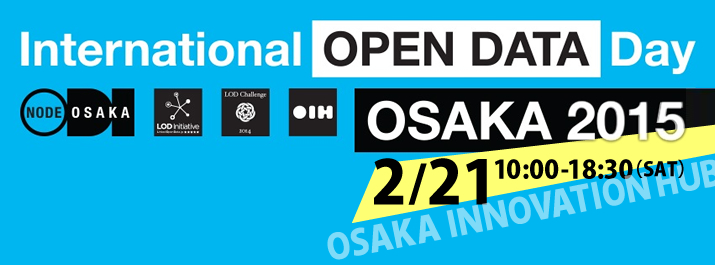 International OPEN DATA Day
NODE OSAKA
LOD Initiative
LOD Challenge
2014
OIH
OSAKA 2015
2/21 10:00-18:30 (SAT)
OSAKA INNOVATION HUB